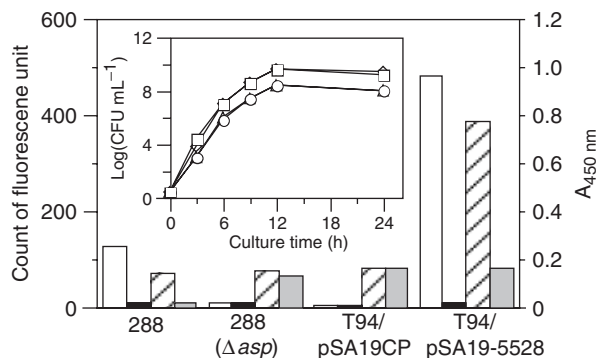 600
400
200
0
Count of fluorescene unit
1.2
1.0
0.8
0.6
0.4
0.2
0
A450 nm
12
8
4
0
Log(CFU mL−1)
0
6
12
18
24
Culture time (h)
288
288
(Δasp)
T94/
pSA19CP
T94/
pSA19-5528